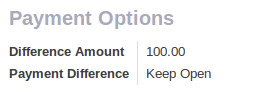 Payment Options
Difference Amount 100.00
Payment Difference Keep Open